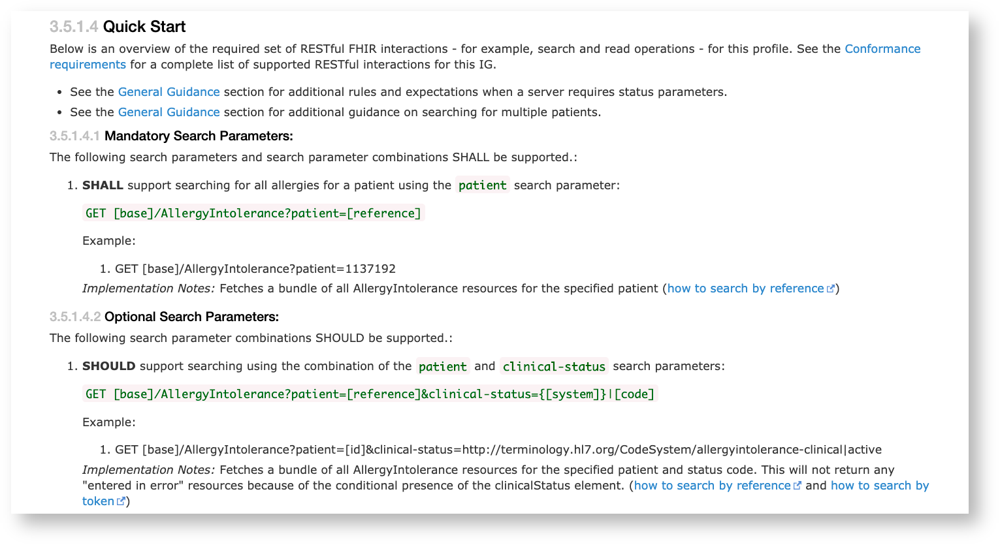 3.5.1.4 Quick Start
Below is an overview of the required set of RESTful FHIR interactions - for example, search and read operations - for this profile. See the Conformance
requirements for a complete list of supported RESTful interactions for this IG.
• See the General Guidance section for additional rules and expectations when a server requires status parameters.
• See the General Guidance section for additional guidance on searching for multiple patients.
3.5.1.4.1 Mandatory Search Parameters:
The following search parameters and search parameter combinations SHALL be supported.:
1. SHALL support searching for all allergies for a patient using the patient search parameter:
GET [base]/AllergyIntolerance?patient=[reference]
Example:
1. GET [base]/AllergyIntolerance?patient=1137192
Implementation Notes: Fetches a bundle of all AllergyIntolerance resources for the specified patient (how to search by reference)
3.5.1.4.2 Optional Search Parameters:
The following search parameter combinations SHOULD be supported.:
1. SHOULD support searching using the combination of the patient and clinical-status search parameters:
GET [base]/AllergyIntolerance?patient=[reference]&clinical-status={[system]}|[code]
Example:
1. GET [base]/AllergyIntolerance?patient=[id]&clinical-status=http://terminology.hl7.org/CodeSystem/allergyintolerance-clinical|active
Implementation Notes: Fetches a bundle of all AllergyIntolerance resources for the specified patient and status code. This will not return any
"entered in error" resources because of the conditional presence of the clinicalStatus element. (how to search by reference and how to search by
token)